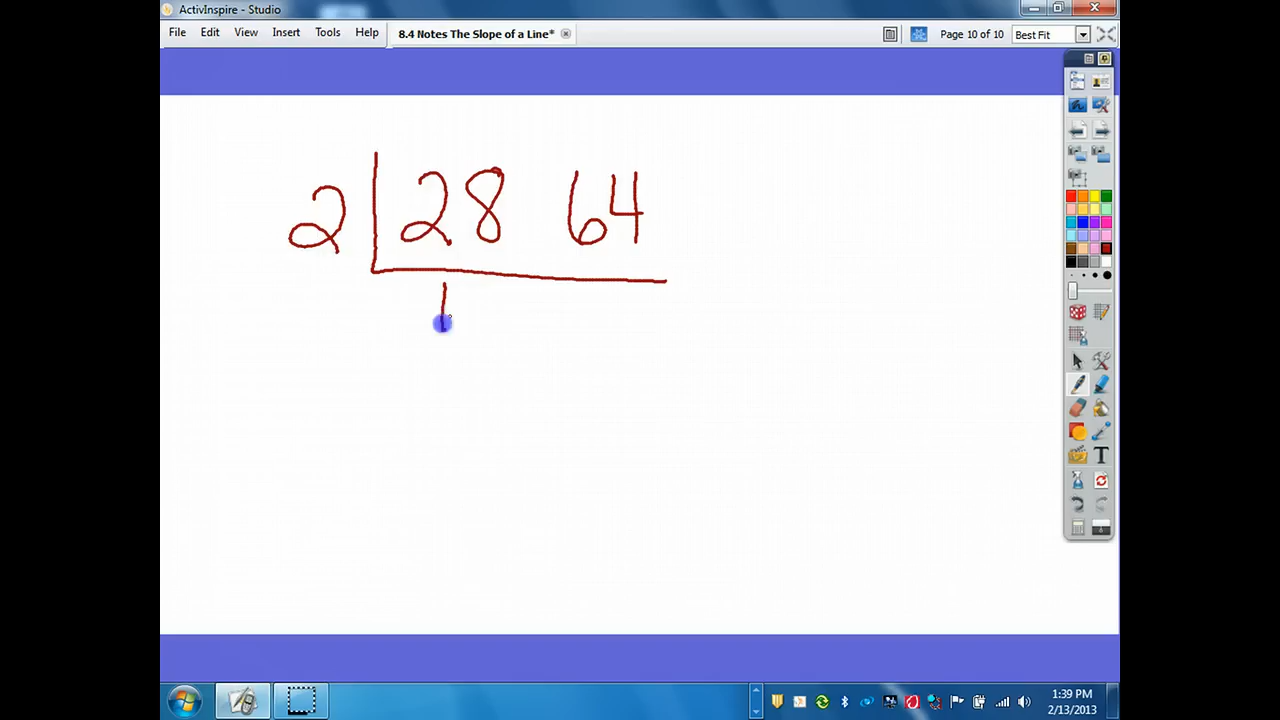 ActivInspire - Studio
File Edit View Insert Tools Help 8.4 Notes The Slope of a Line* Page 10 of 10 Best Fit
2 28 64
1
1:39 PM
2/13/2013